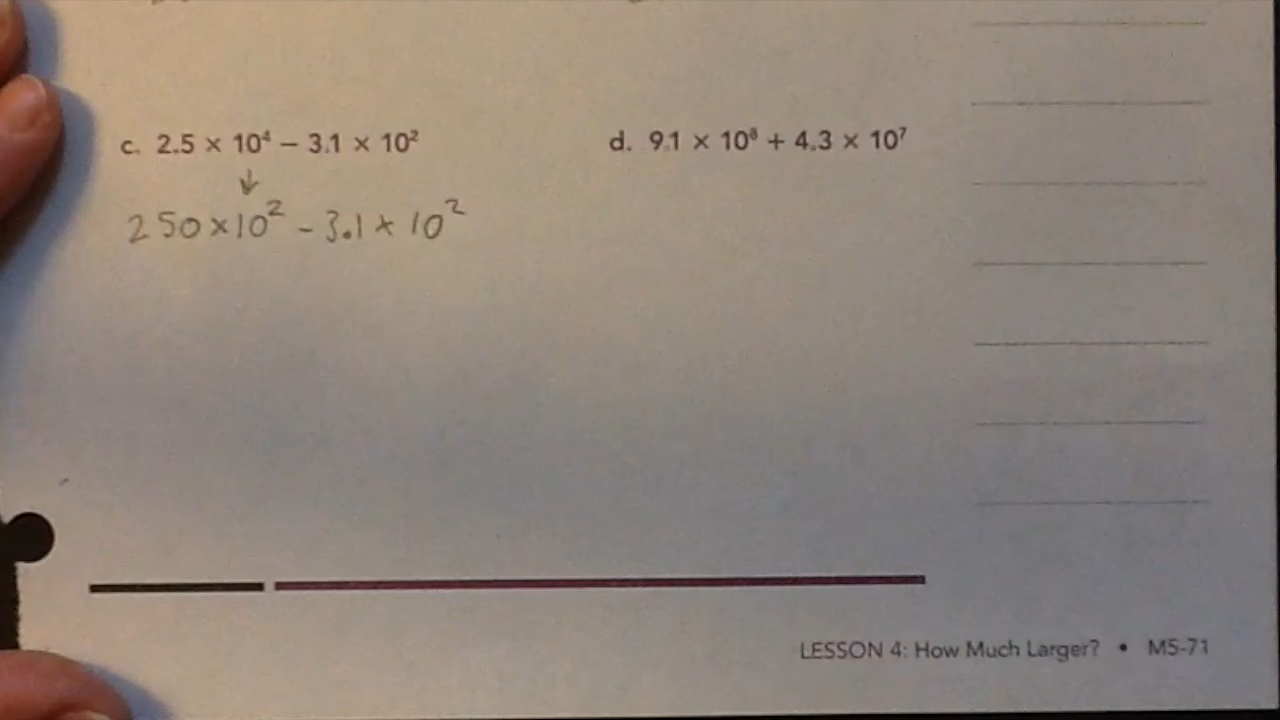 c. 2.5 × 10⁴ – 3.1 × 10²
d. 9.1 × 10⁸ + 4.3 × 10⁷
↓
250×10² - 3.1 × 10²
LESSON 4: How Much Larger? • M5-71